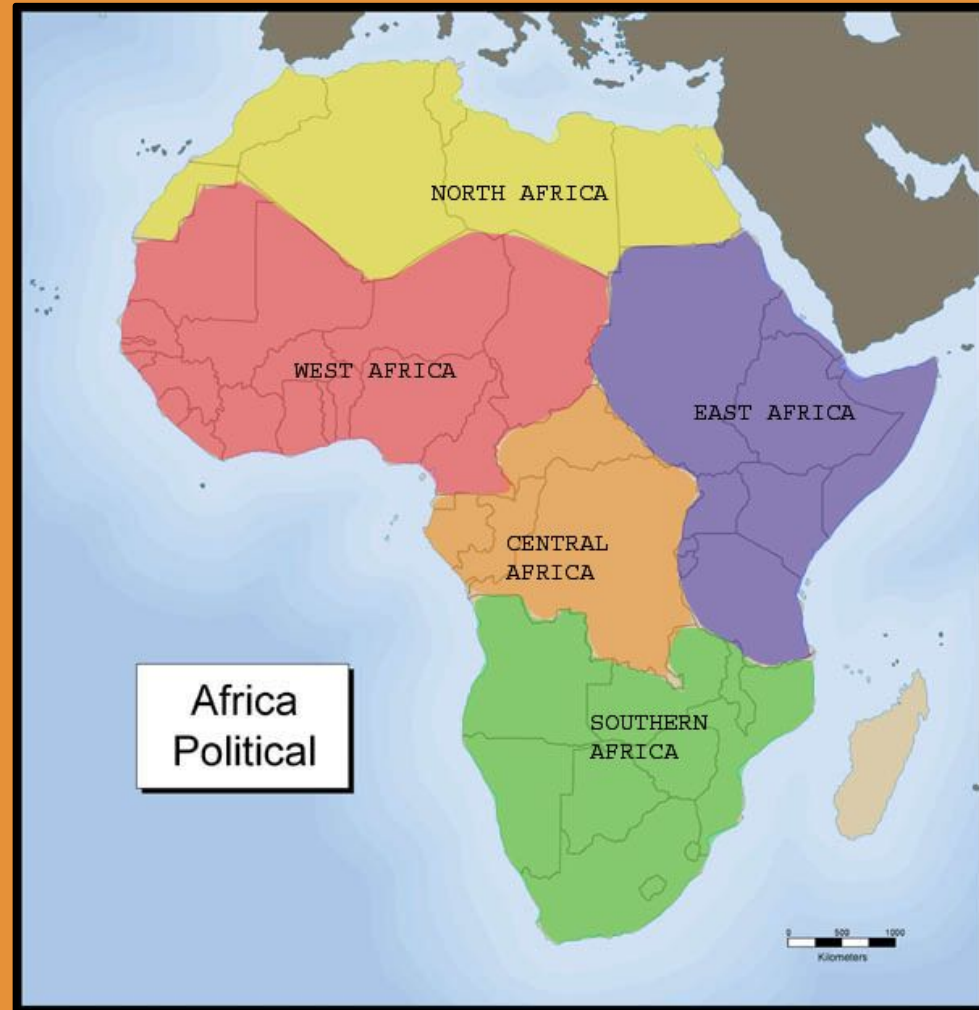 NORTH AFRICA
WEST AFRICA
EAST AFRICA
CENTRAL
AFRICA
SOUTHERN
AFRICA
Africa
Political
0 500 1000
Kilometers